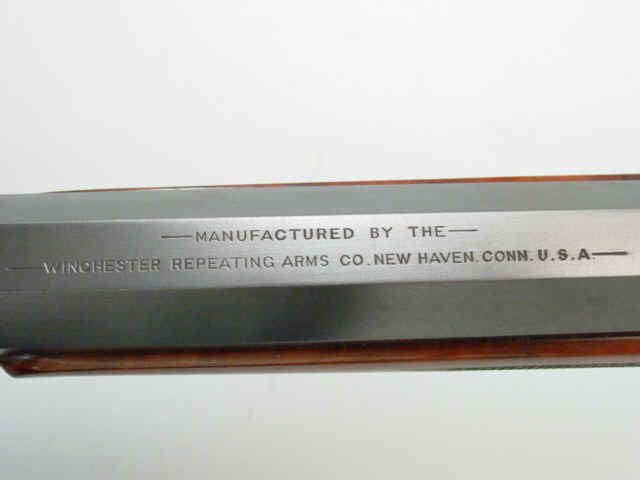 —MANUFACTURED BY THE—
—WINCHESTER REPEATING ARMS CO. NEW HAVEN. CONN. U.S.A.—